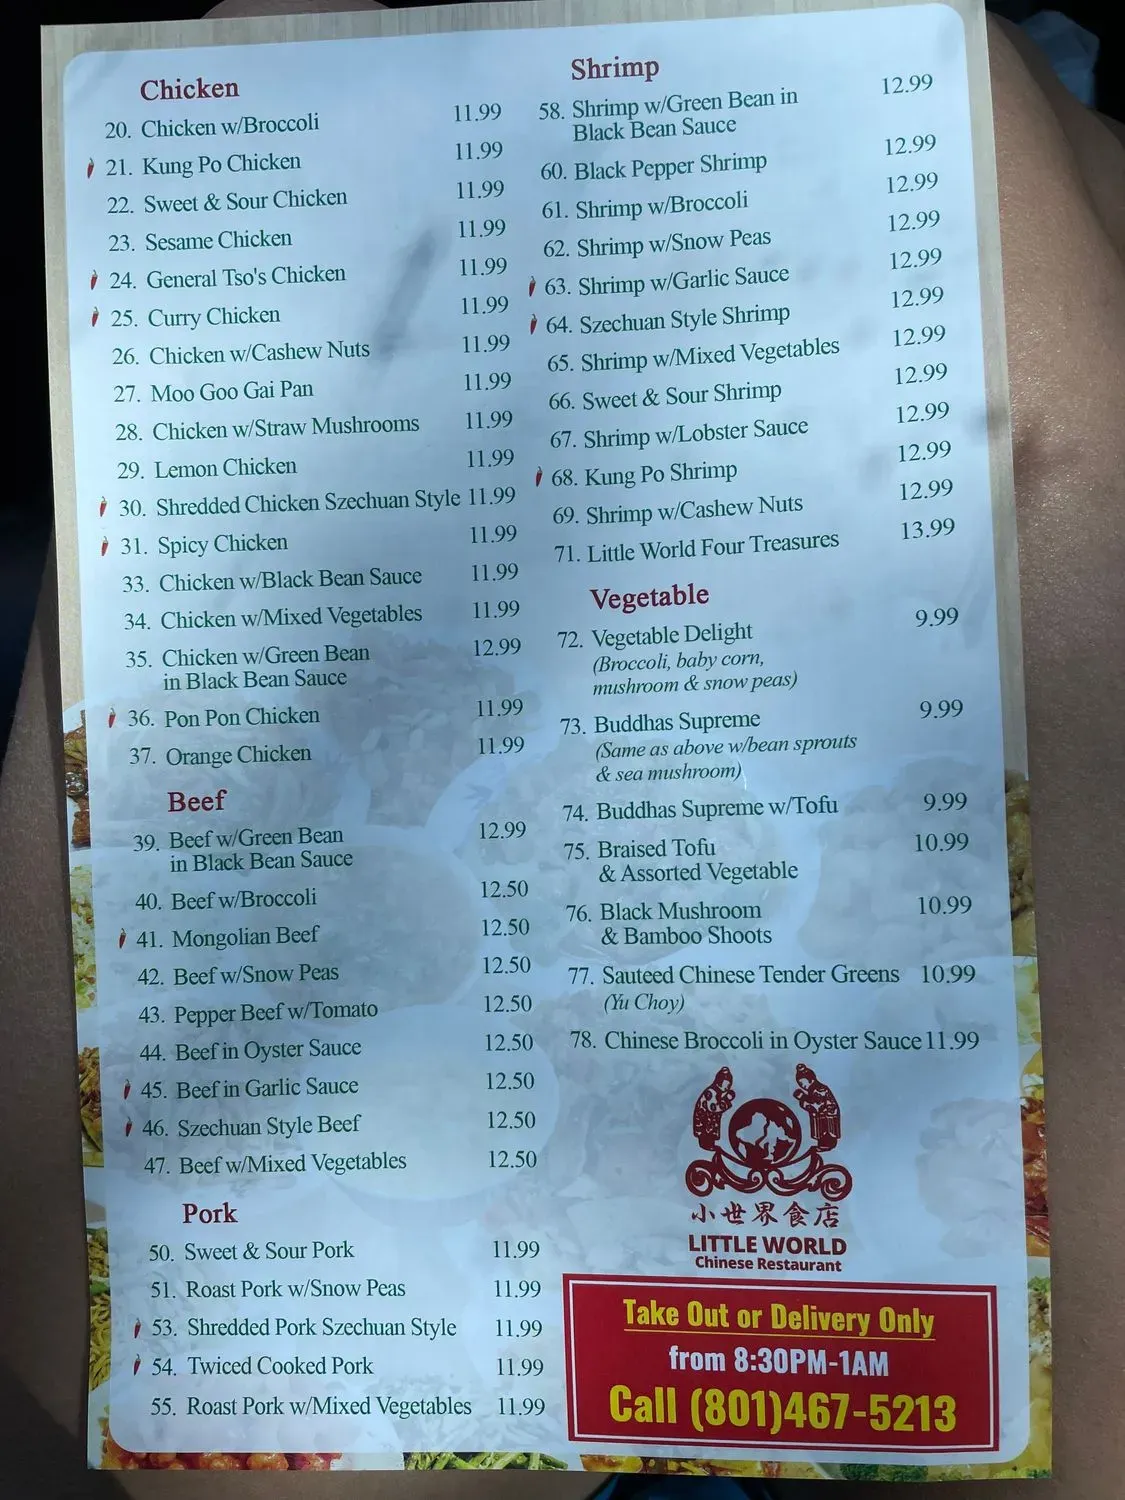 Chicken
20. Chicken w/Broccoli 11.99
21. Kung Po Chicken 11.99
22. Sweet & Sour Chicken 11.99
23. Sesame Chicken 11.99
24. General Tso's Chicken 11.99
25. Curry Chicken 11.99
26. Chicken w/Cashew Nuts 11.99
27. Moo Goo Gai Pan 11.99
28. Chicken w/Straw Mushrooms 11.99
29. Lemon Chicken 11.99
30. Shredded Chicken Szechuan Style 11.99
31. Spicy Chicken 11.99
33. Chicken w/Black Bean Sauce 11.99
34. Chicken w/Mixed Vegetables 11.99
35. Chicken w/Green Bean 12.99
in Black Bean Sauce
36. Pon Pon Chicken 11.99
37. Orange Chicken 11.99
Beef
39. Beef w/Green Bean 12.99
in Black Bean Sauce
40. Beef w/Broccoli 12.50
41. Mongolian Beef 12.50
42. Beef w/Snow Peas 12.50
43. Pepper Beef w/Tomato 12.50
44. Beef in Oyster Sauce 12.50
45. Beef in Garlic Sauce 12.50
46. Szechuan Style Beef 12.50
47. Beef w/Mixed Vegetables 12.50
Pork
50. Sweet & Sour Pork 11.99
51. Roast Pork w/Snow Peas 11.99
53. Shredded Pork Szechuan Style 11.99
54. Twiced Cooked Pork 11.99
55. Roast Pork w/Mixed Vegetables 11.99
Shrimp
58. Shrimp w/Green Bean in 12.99
Black Bean Sauce
60. Black Pepper Shrimp 12.99
61. Shrimp w/Broccoli 12.99
62. Shrimp w/Snow Peas 12.99
63. Shrimp w/Garlic Sauce 12.99
64. Szechuan Style Shrimp 12.99
65. Shrimp w/Mixed Vegetables 12.99
66. Sweet & Sour Shrimp 12.99
67. Shrimp w/Lobster Sauce 12.99
68. Kung Po Shrimp 12.99
69. Shrimp w/Cashew Nuts 12.99
71. Little World Four Treasures 13.99
Vegetable
72. Vegetable Delight 9.99
(Broccoli, baby corn,
mushroom & snow peas)
73. Buddhas Supreme 9.99
(Same as above w/bean sprouts
& sea mushroom)
74. Buddhas Supreme w/Tofu 9.99
75. Braised Tofu 10.99
& Assorted Vegetable
76. Black Mushroom 10.99
& Bamboo Shoots
77. Sauteed Chinese Tender Greens 10.99
(Yu Choy)
78. Chinese Broccoli in Oyster Sauce 11.99
小世界食店
LITTLE WORLD
Chinese Restaurant
Take Out or Delivery Only
from 8:30PM-1AM
Call (801)467-5213